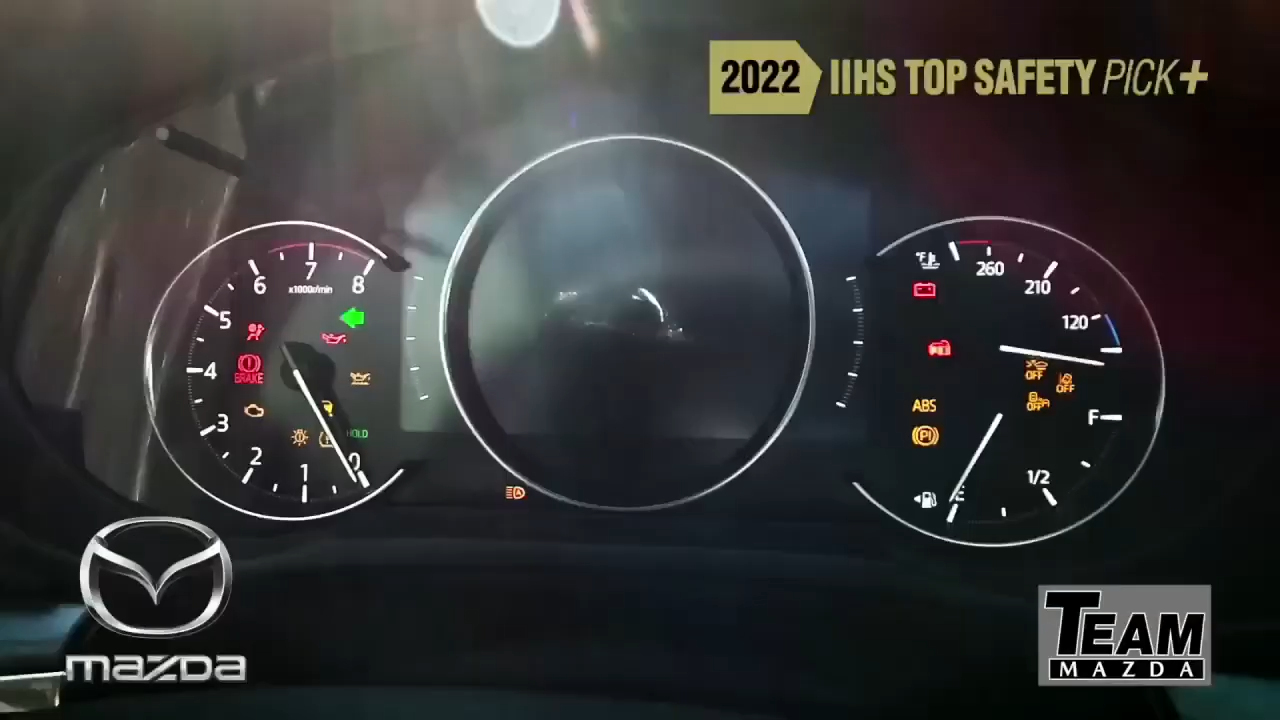 2022 IIHS TOP SAFETY PICK+
6
7
8
x1000r/min
5
4
3
2
1
0
BRAKE
HOLD
°F
260
210
120
OFF
OFF
OFF
ABS
(P!)
F
1/2
E
mazda
TEAM
MAZDA